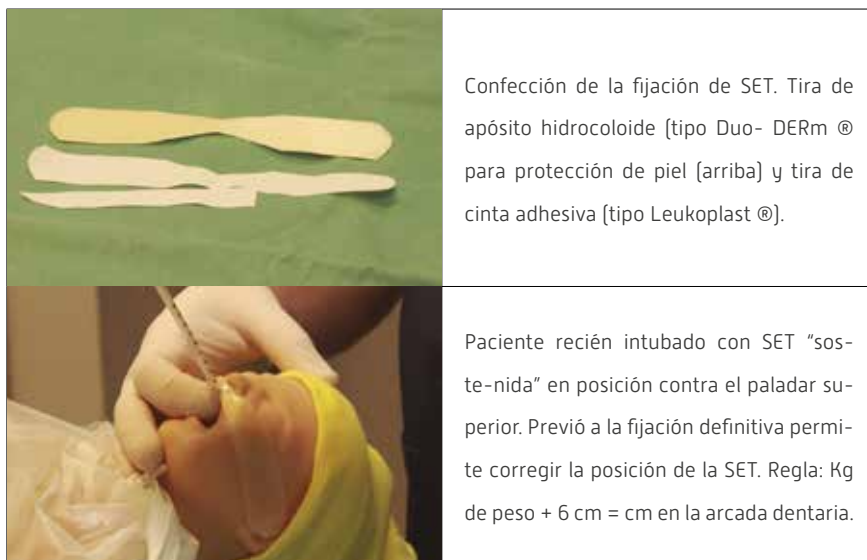 Confección de la fijación de SET. Tira de
apósito hidrocoloide (tipo Duo- DERm ®
para protección de piel (arriba) y tira de
cinta adhesiva (tipo Leukoplast ®).
Paciente recién intubado con SET “sos-
te-nida” en posición contra el paladar su-
perior. Previó a la fijación definitiva permi-
te corregir la posición de la SET. Regla: Kg
de peso + 6 cm = cm en la arcada dentaria.